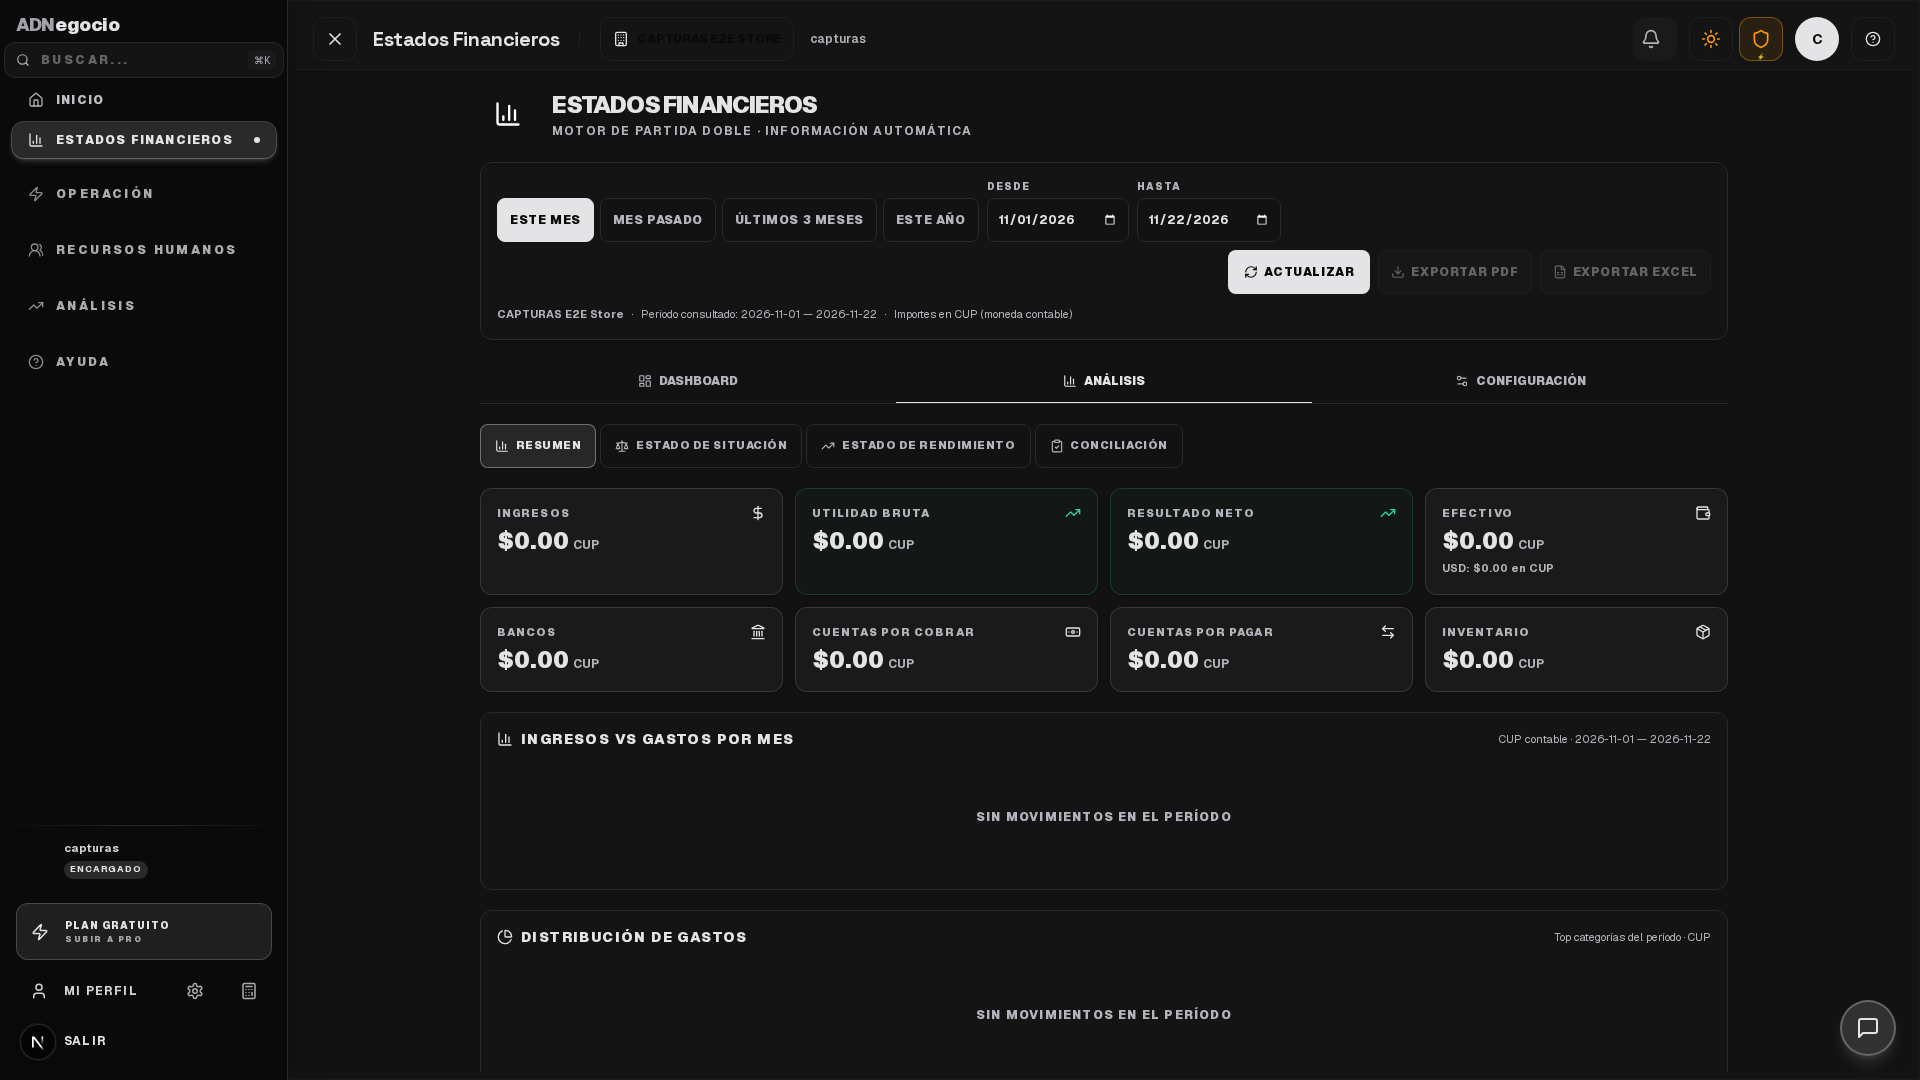 ADNegocio
BUSCAR...
⌘K
INICIO
ESTADOS FINANCIEROS
OPERACIÓN
RECURSOS HUMANOS
ANÁLISIS
AYUDA
capturas
ENCARGADO
PLAN GRATUITO
SUBIR A PRO
MI PERFIL
N
SALIR
Estados Financieros
CAPTURAS E2E STORE
capturas
C
ESTADOS FINANCIEROS
MOTOR DE PARTIDA DOBLE · INFORMACIÓN AUTOMÁTICA
DESDE
HASTA
ESTE MES
MES PASADO
ÚLTIMOS 3 MESES
ESTE AÑO
11/01/2026
11/22/2026
ACTUALIZAR
EXPORTAR PDF
EXPORTAR EXCEL
CAPTURAS E2E Store · Período consultado: 2026-11-01 — 2026-11-22 · Importes en CUP (moneda contable)
DASHBOARD
ANÁLISIS
CONFIGURACIÓN
RESUMEN
ESTADO DE SITUACIÓN
ESTADO DE RENDIMIENTO
CONCILIACIÓN
INGRESOS
$0.00 CUP
UTILIDAD BRUTA
$0.00 CUP
RESULTADO NETO
$0.00 CUP
EFECTIVO
$0.00 CUP
USD: $0.00 en CUP
BANCOS
$0.00 CUP
CUENTAS POR COBRAR
$0.00 CUP
CUENTAS POR PAGAR
$0.00 CUP
INVENTARIO
$0.00 CUP
INGRESOS VS GASTOS POR MES
CUP contable · 2026-11-01 — 2026-11-22
SIN MOVIMIENTOS EN EL PERÍODO
DISTRIBUCIÓN DE GASTOS
Top categorías del período · CUP
SIN MOVIMIENTOS EN EL PERÍODO